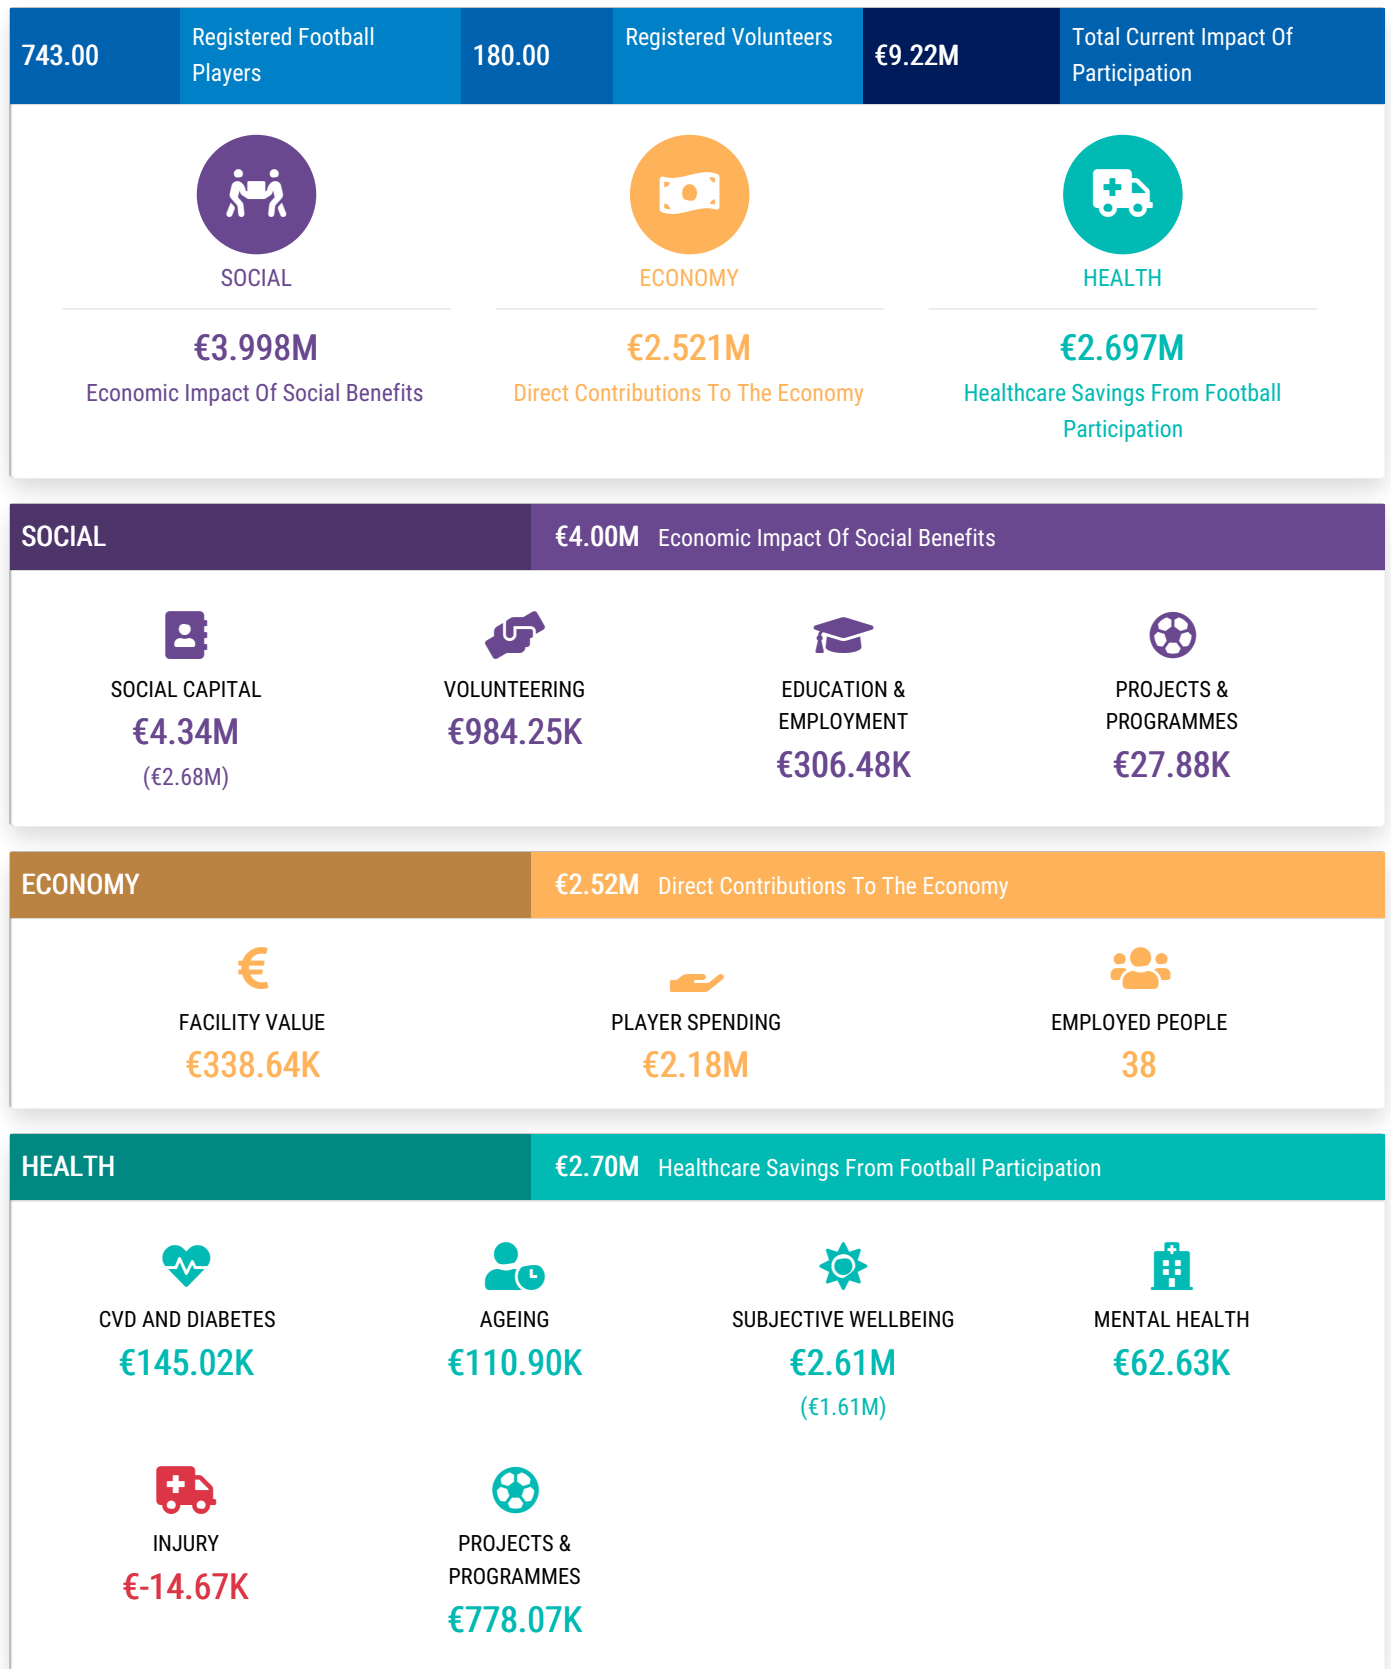 743.00
Registered Football
Players
180.00
Registered Volunteers
€9.22M
Total Current Impact Of
Participation
SOCIAL
€3.998M
Economic Impact Of Social Benefits
ECONOMY
€2.521M
Direct Contributions To The Economy
HEALTH
€2.697M
Healthcare Savings From Football
Participation
SOCIAL
€4.00M Economic Impact Of Social Benefits
SOCIAL CAPITAL
€4.34M
(€2.68M)
VOLUNTEERING
€984.25K
EDUCATION &
EMPLOYMENT
€306.48K
PROJECTS &
PROGRAMMES
€27.88K
ECONOMY
€2.52M Direct Contributions To The Economy
FACILITY VALUE
€338.64K
PLAYER SPENDING
€2.18M
EMPLOYED PEOPLE
38
HEALTH
€2.70M Healthcare Savings From Football Participation
CVD AND DIABETES
€145.02K
AGEING
€110.90K
SUBJECTIVE WELLBEING
€2.61M
(€1.61M)
MENTAL HEALTH
€62.63K
INJURY
€-14.67K
PROJECTS &
PROGRAMMES
€778.07K